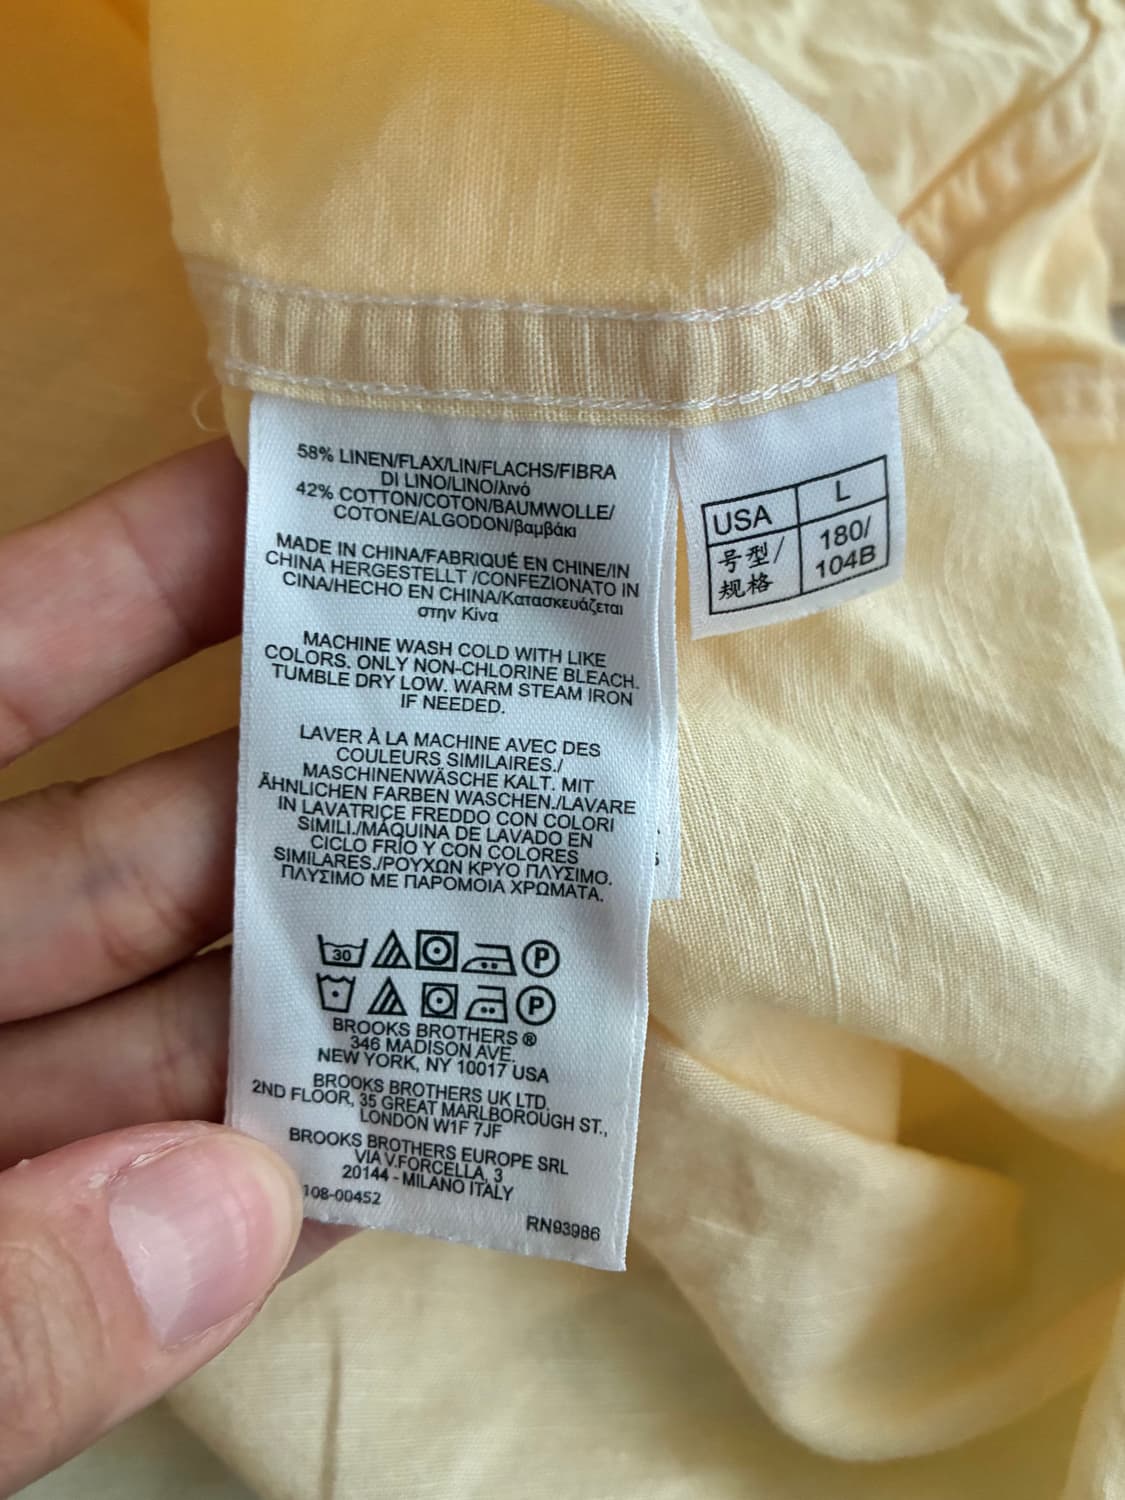 58% LINEN/FLAX/LIN/FLACHS/FIBRA
DI LINO/LINO/λινό
42% COTTON/COTON/BAUMWOLLE/
COTONE/ALGODON/βαμβάκι
MADE IN CHINA/FABRIQUÉ EN CHINE/IN
CHINA HERGESTELLT /CONFEZIONATO IN
CINA/HECHO EN CHINA/Κατασκευάζεται
στην Κίνα
MACHINE WASH COLD WITH LIKE
COLORS. ONLY NON-CHLORINE BLEACH.
TUMBLE DRY LOW. WARM STEAM IRON
IF NEEDED.
LAVER À LA MACHINE AVEC DES
COULEURS SIMILAIRES./
MASCHINENWÄSCHE KALT. MIT
ÄHNLICHEN FARBEN WASCHEN./LAVARE
IN LAVATRICE FREDDO CON COLORI
SIMILI./MÁQUINA DE LAVADO EN
CICLO FRÍO Y CON COLORES
SIMILARES./ΡΟΥΧΩΝ ΚΡΥΟ ΠΛΥΣΙΜΟ.
ΠΛΥΣΙΜΟ ΜΕ ΠΑΡΟΜΟΙΑ ΧΡΩΜΑΤΑ.
30 P
P
BROOKS BROTHERS ®
346 MADISON AVE.
NEW YORK, NY 10017 USA
BROOKS BROTHERS UK LTD.
2ND FLOOR, 35 GREAT MARLBOROUGH ST.,
LONDON W1F 7JF
BROOKS BROTHERS EUROPE SRL
VIA V.FORCELLA, 3
20144 - MILANO ITALY
108-00452
RN93986
USA L
号型/ 180/
规格 104B